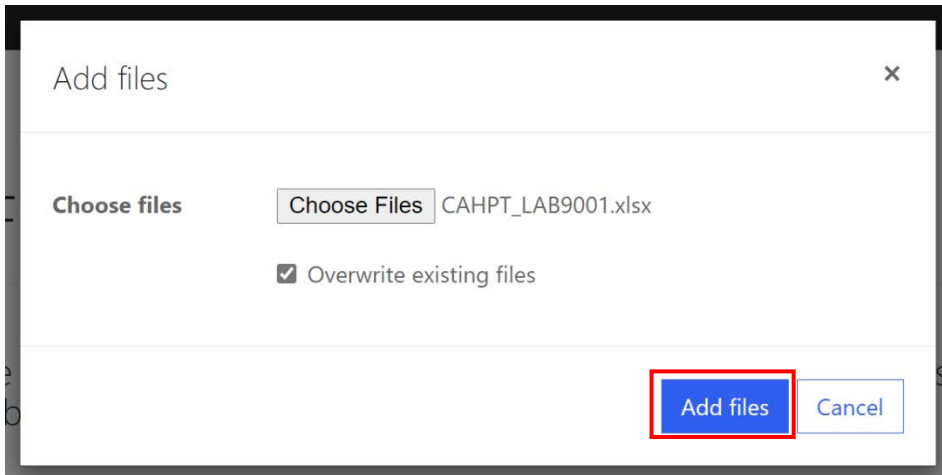 Add files ×
Choose files Choose Files CAHPT_LAB9001.xlsx
Overwrite existing files
Add files Cancel